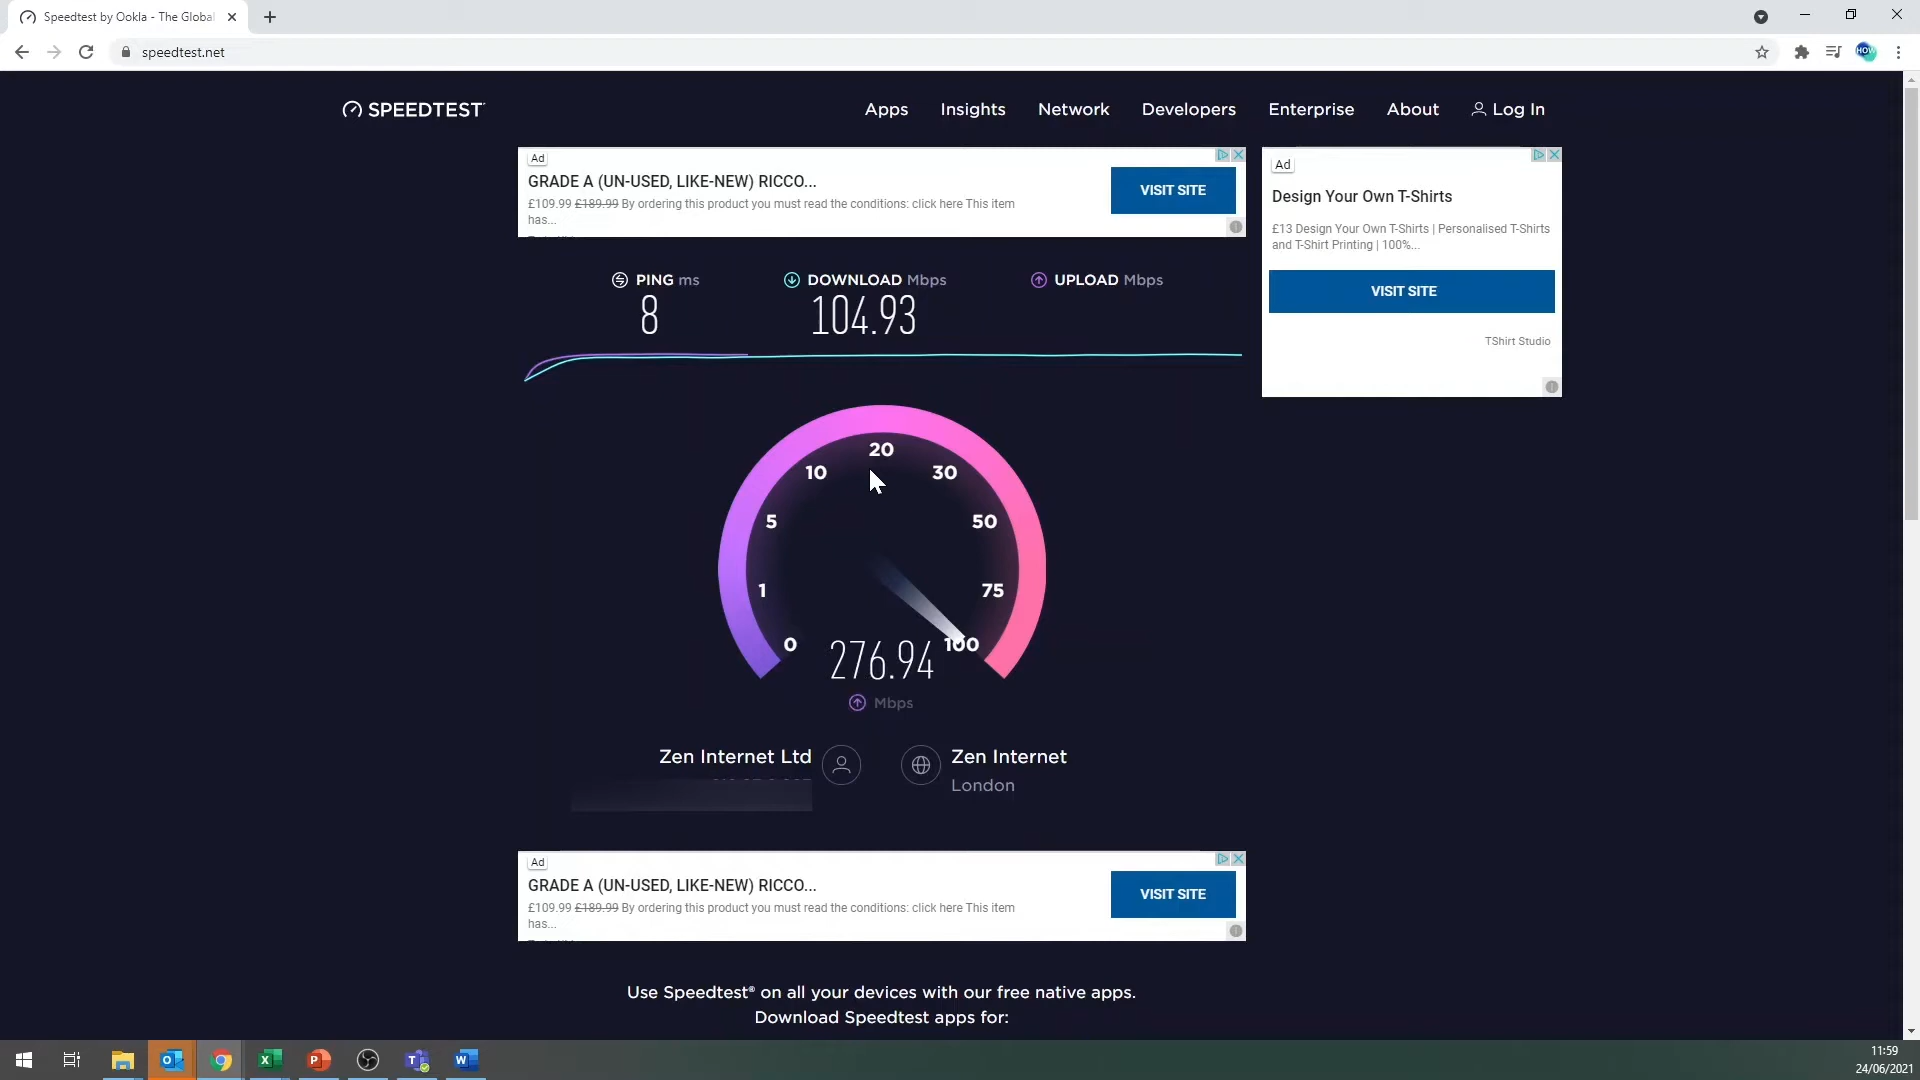 Speedtest by Ookla - The Global
speedtest.net
HOW
SPEEDTEST
Apps Insights Network Developers Enterprise About Log In
Ad
GRADE A (UN-USED, LIKE-NEW) RICCO...
£109.99 £189.99 By ordering this product you must read the conditions: click here This item
has...
VISIT SITE
Ad
Design Your Own T-Shirts
£13 Design Your Own T-Shirts | Personalised T-Shirts
and T-Shirt Printing | 100%...
VISIT SITE
TShirt Studio
PING ms
8
DOWNLOAD Mbps
104.93
UPLOAD Mbps
0
1
5
10
20
30
50
75
100
276.94
Mbps
Zen Internet Ltd
Zen Internet
London
Ad
GRADE A (UN-USED, LIKE-NEW) RICCO...
£109.99 £189.99 By ordering this product you must read the conditions: click here This item
has...
VISIT SITE
Use Speedtest® on all your devices with our free native apps.
Download Speedtest apps for:
11:59
24/06/2021